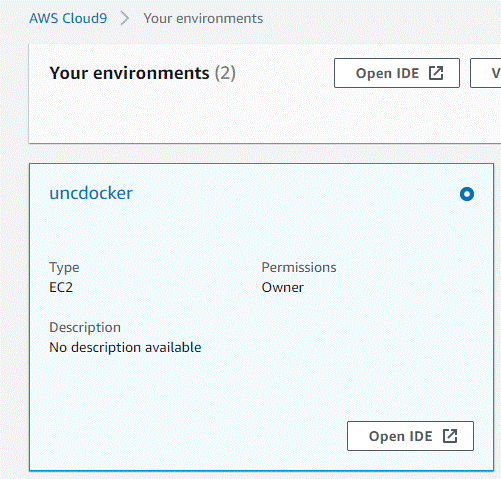 AWS Cloud9 > Your environments
Your environments (2) Open IDE V
uncdocker
Type Permissions
EC2 Owner
Description
No description available
Open IDE